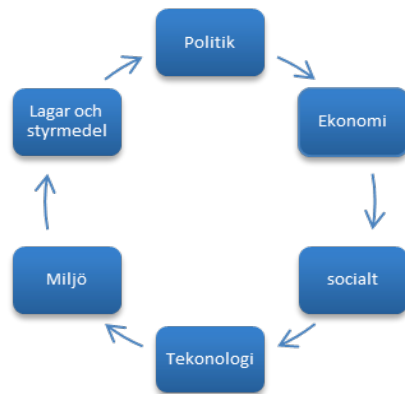 Politik
Ekonomi
socialt
Tekonologi
Miljö
Lagar och
styrmedel